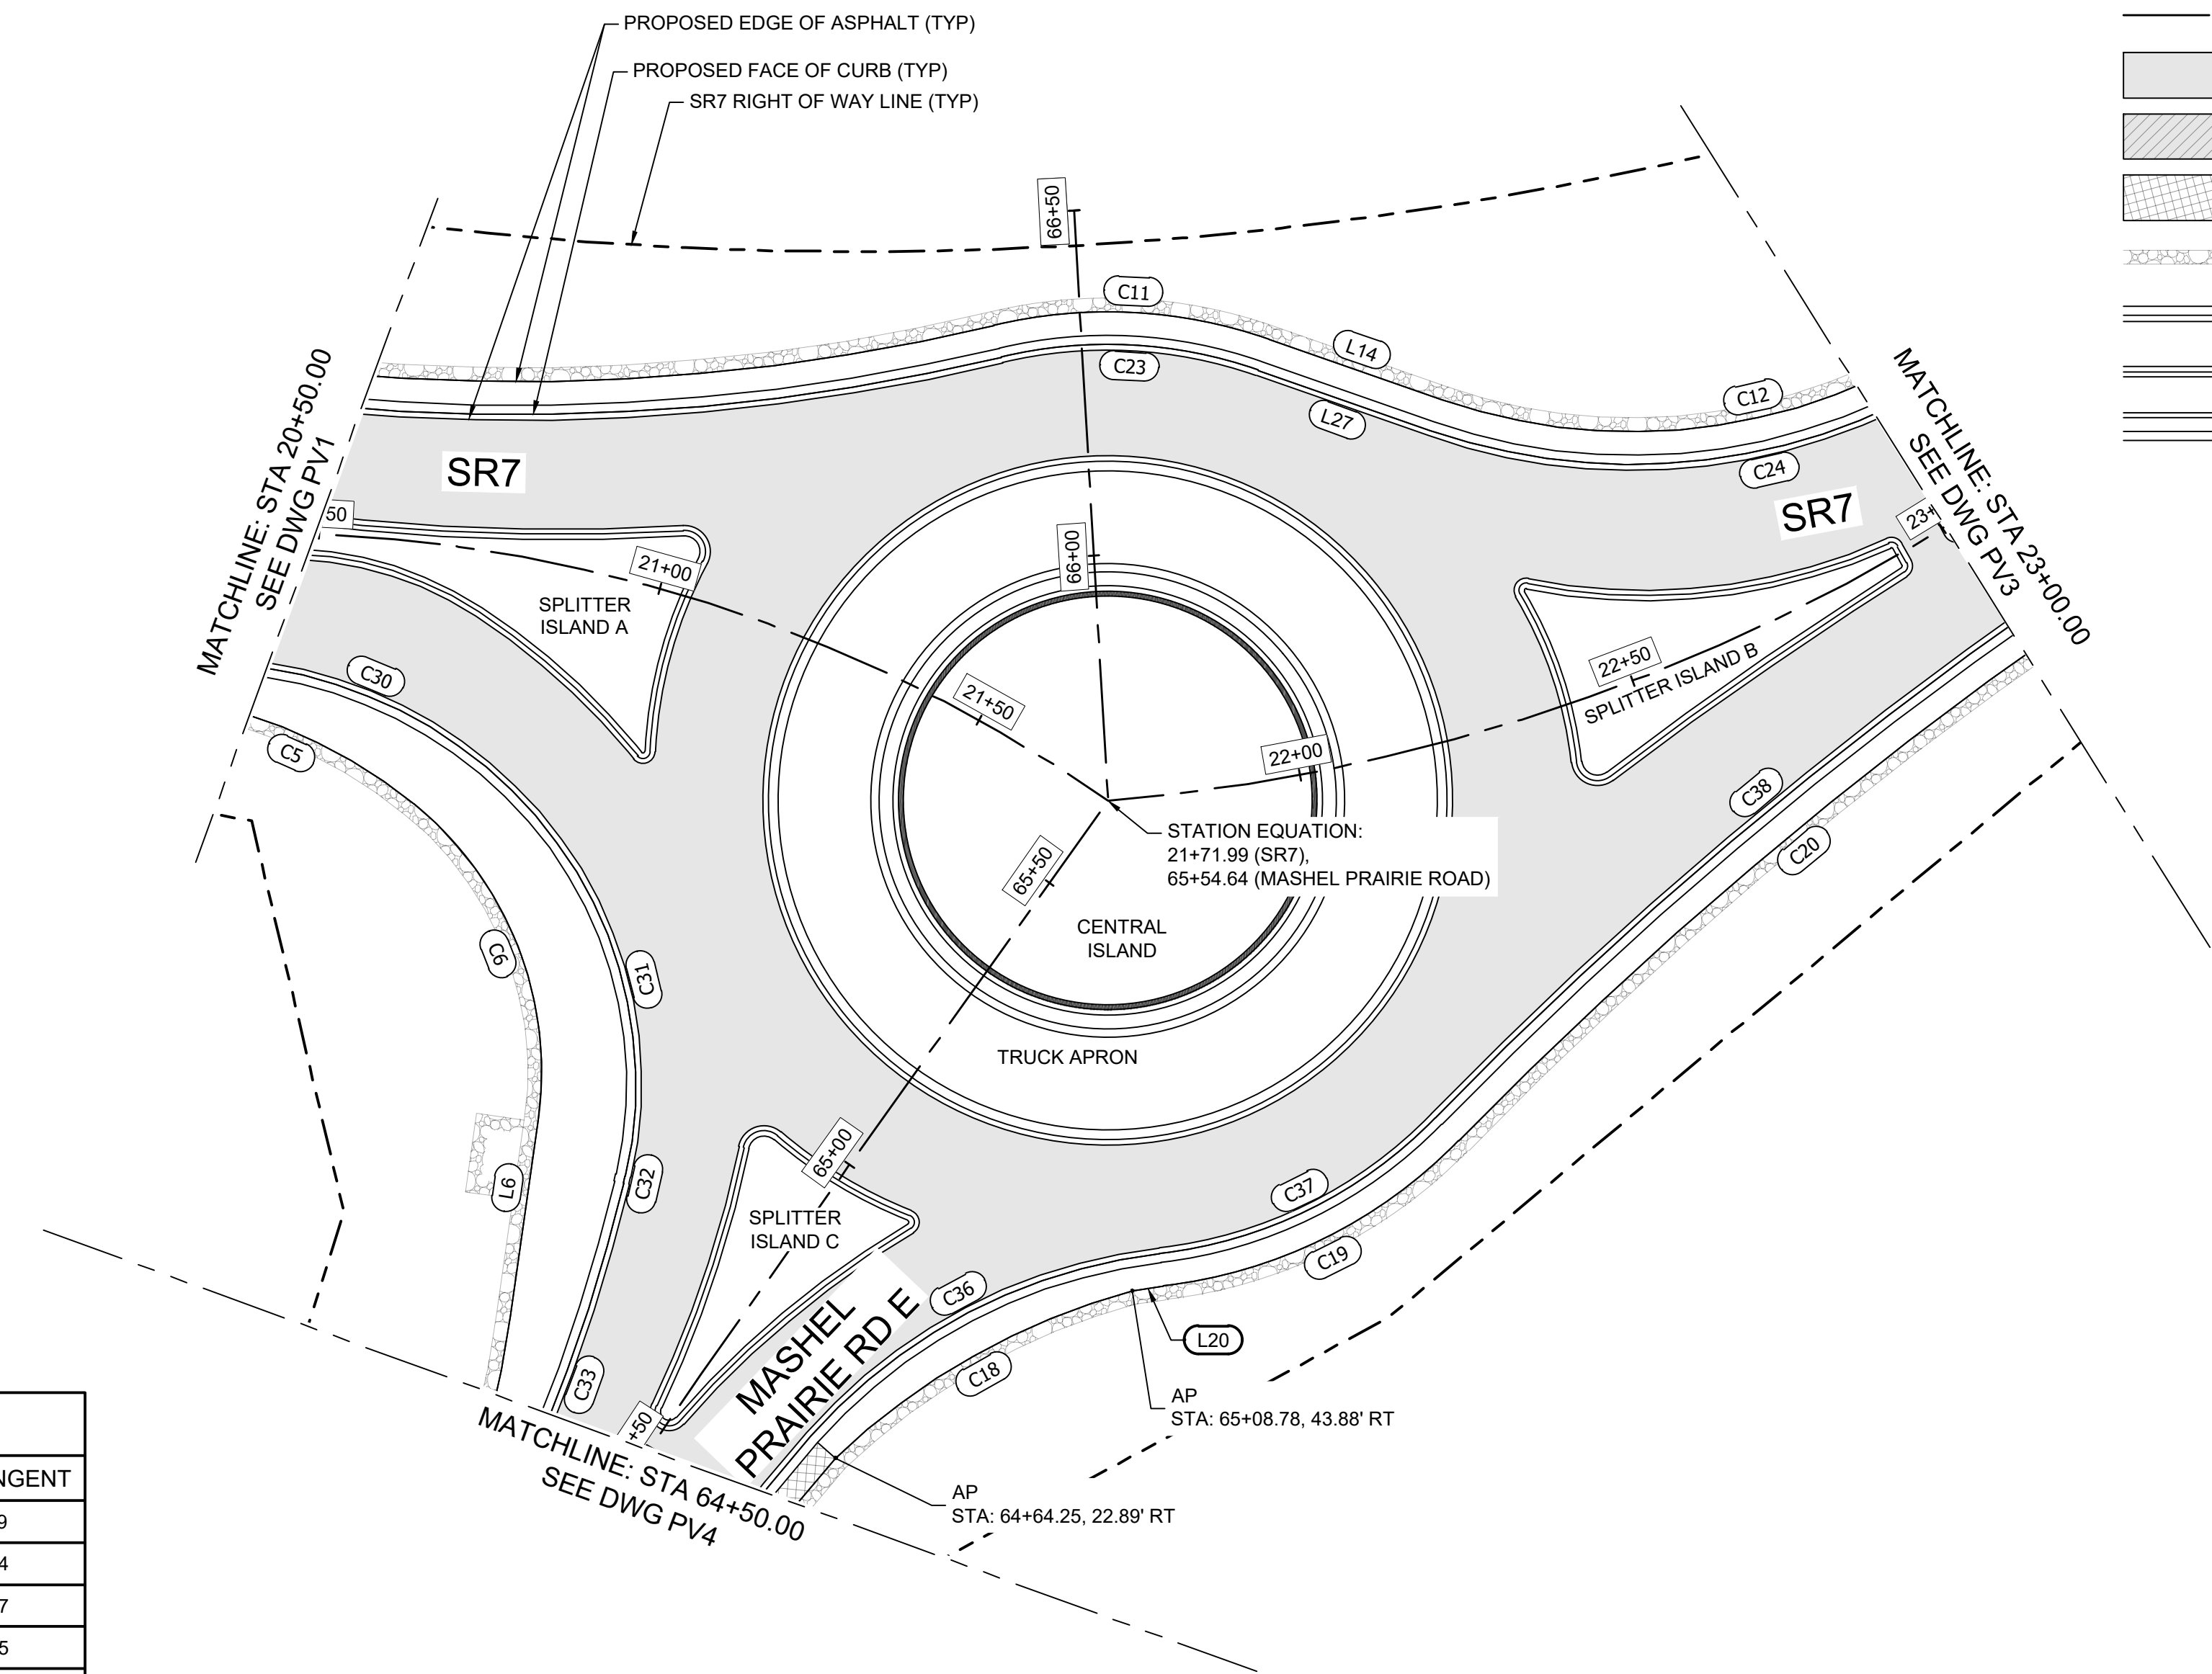 PROPOSED EDGE OF ASPHALT (TYP)
PROPOSED FACE OF CURB (TYP)
SR7 RIGHT OF WAY LINE (TYP)
66+50
C11
C23
L14
L27
C12
C24
MATCHLINE: STA 20+50.00
SEE DWG PV1
MATCHLINE: STA 23+00.00
SEE DWG PV3
SR7
SR7
50
23+
21+00
66+00
SPLITTER
ISLAND A
22+50
SPLITTER ISLAND B
C30
C5
21+50
22+00
C38
C20
STATION EQUATION:
21+71.99 (SR7),
65+54.64 (MASHEL PRAIRIE ROAD)
65+50
CENTRAL
ISLAND
C6
C31
TRUCK APRON
65+00
C32
L6
SPLITTER
ISLAND C
C37
C19
C36
MASHEL
PRAIRIE RD E
L20
C18
C33
AP
STA: 65+08.78, 43.88' RT
+50
MATCHLINE: STA 64+50.00
SEE DWG PV4
AP
STA: 64+64.25, 22.89' RT
NGENT
9
4
7
5